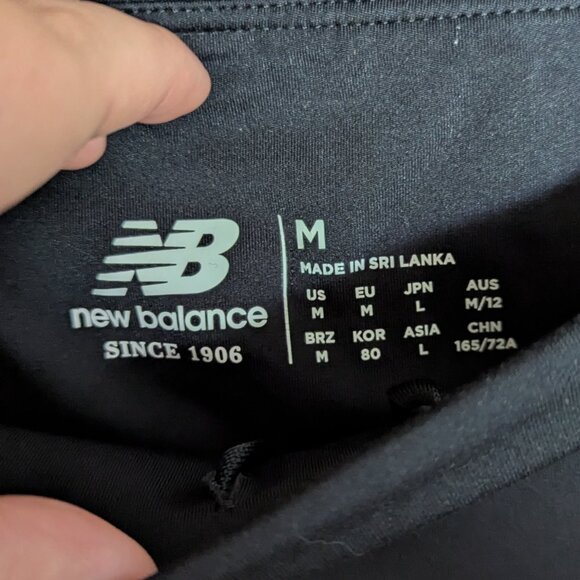 NB
new balance
SINCE 1906
M
MADE IN SRI LANKA
US EU JPN AUS
M M L M/12
BRZ KOR ASIA CHN
M 80 L 165/72A